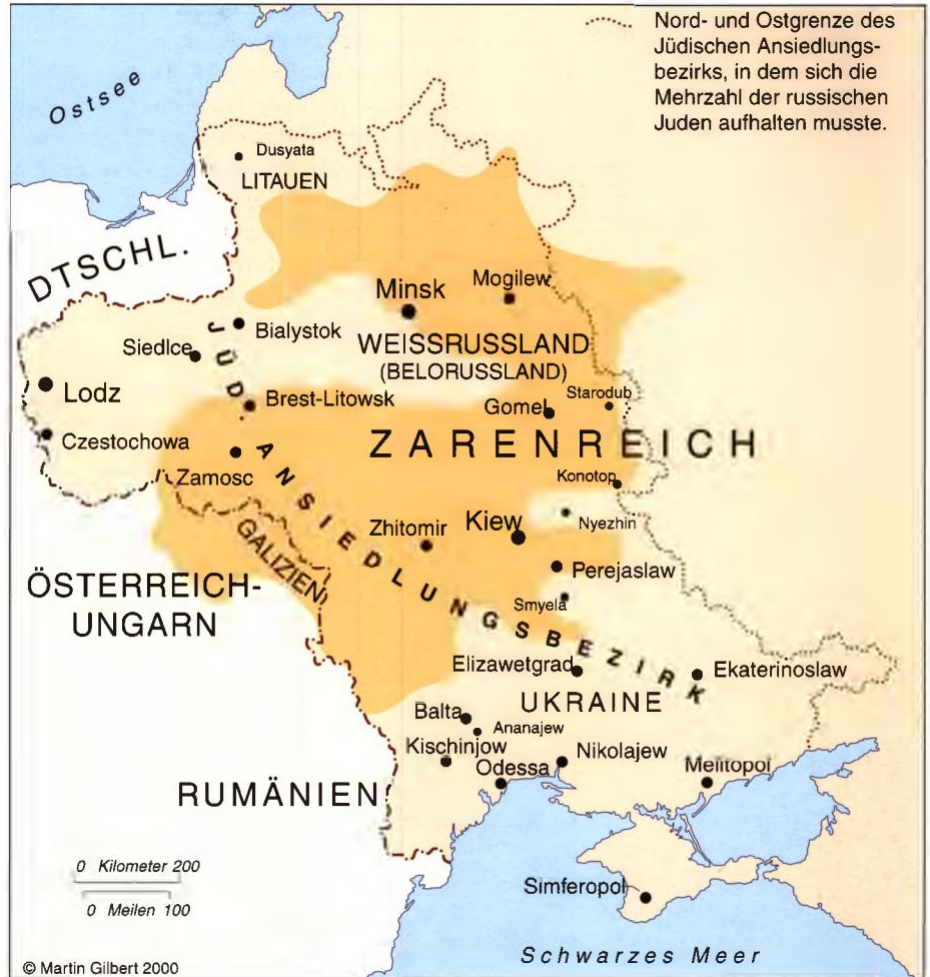 Nord- und Ostgrenze des
Jüdischen Ansiedlungs-
bezirks, in dem sich die
Mehrzahl der russischen
Juden aufhalten musste.
Ostsee
Dusyata
LITAUEN
DTSCHL.
Minsk
Mogilew
Bialystok
Siedlce
WEISSRUSSLAND
(BELORUSSLAND)
Lodz
Brest-Litowsk
Starodub
Gomel
Czestochowa
ZARENREICH
Zamosc
Konotop
JÜD. ANSIEDLUNGSBEZIRK
Zhitomir
Kiew
Nyezhin
GALIZIEN
Perejaslaw
ÖSTERREICH-
UNGARN
Smyela
Elizawetgrad
Ekaterinoslaw
UKRAINE
Balta
Ananajew
Kischinjow
Nikolajew
Odessa
Melitopol
RUMÄNIEN
0 Kilometer 200
0 Meilen 100
Simferopol
Schwarzes Meer
© Martin Gilbert 2000